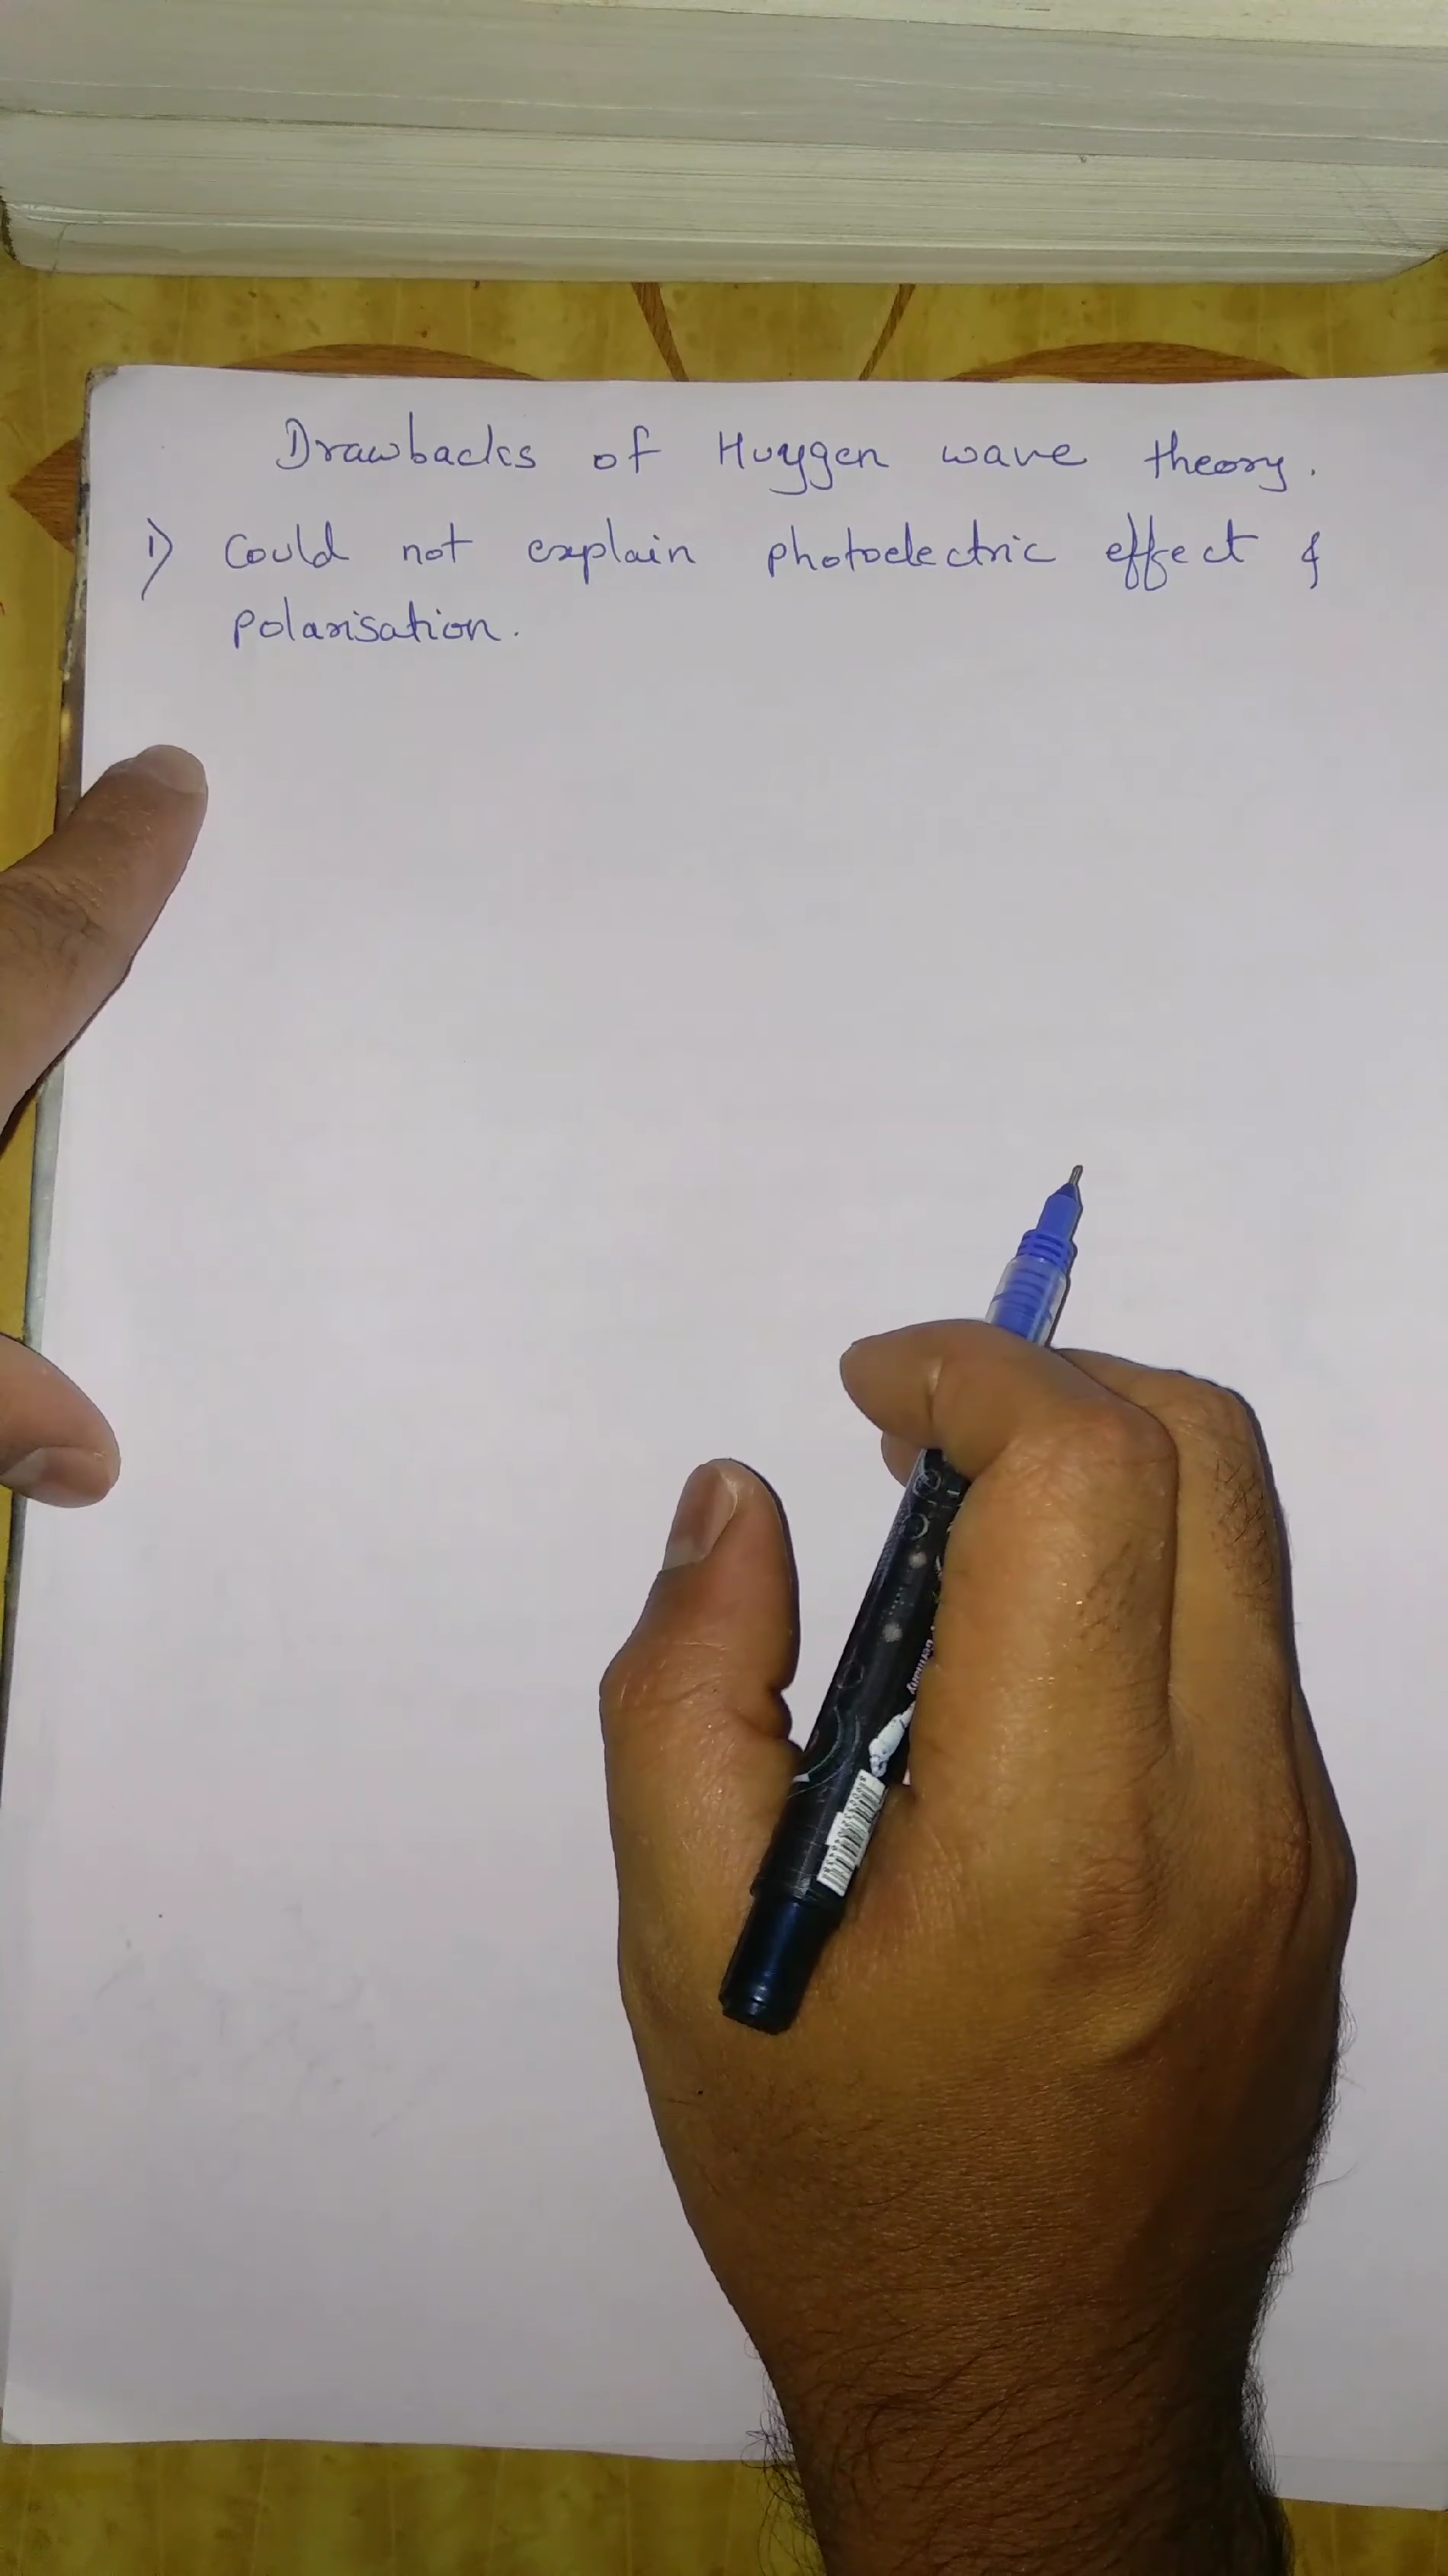 Drawbacks of Huygen wave theory.
1) Could not explain photoelectric effect &
polarisation.